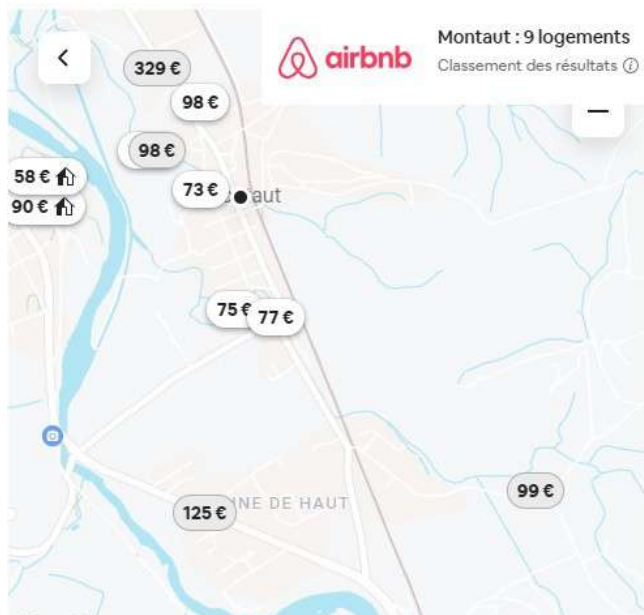 airbnb
Montaut : 9 logements
Classement des résultats
329 €
98 €
98 €
58 €
90 €
73 €
aut
75 €
77 €
99 €
125 €
NE DE HAUT